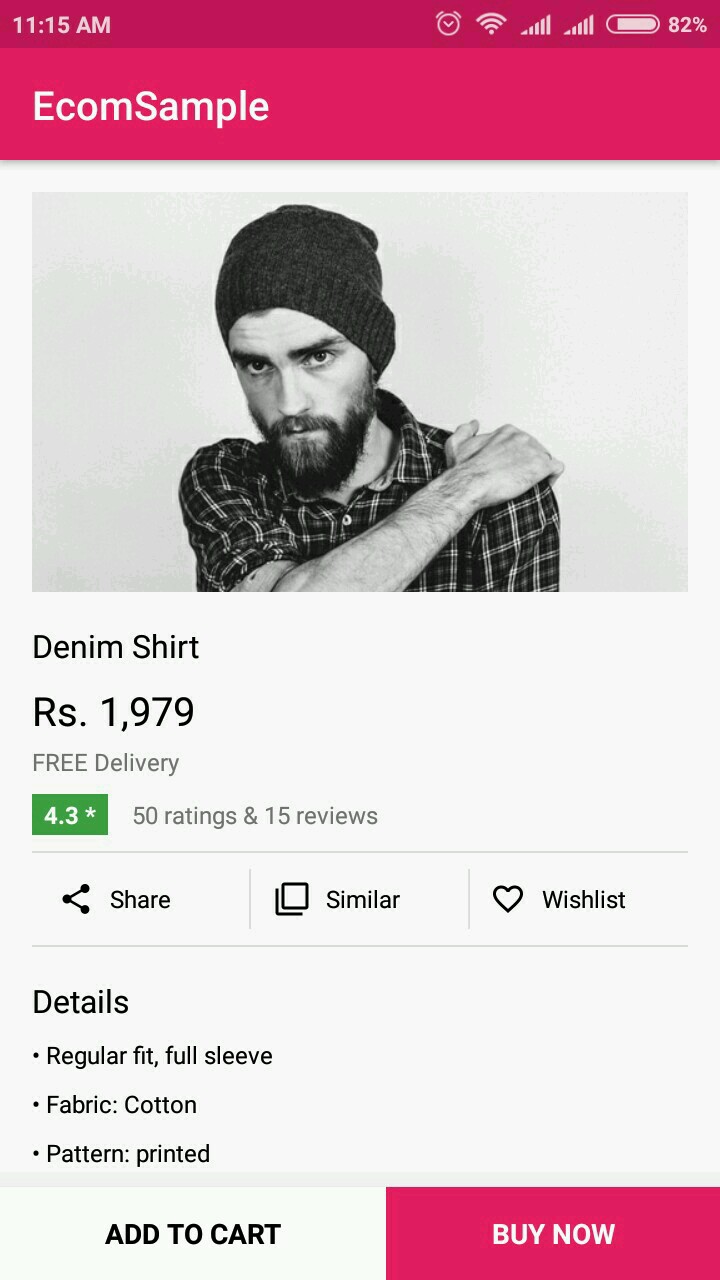 11:15 AM 82%
EcomSample
Denim Shirt
Rs. 1,979
FREE Delivery
4.3 * 50 ratings & 15 reviews
Share Similar Wishlist
Details
• Regular fit, full sleeve
• Fabric: Cotton
• Pattern: printed
ADD TO CART BUY NOW